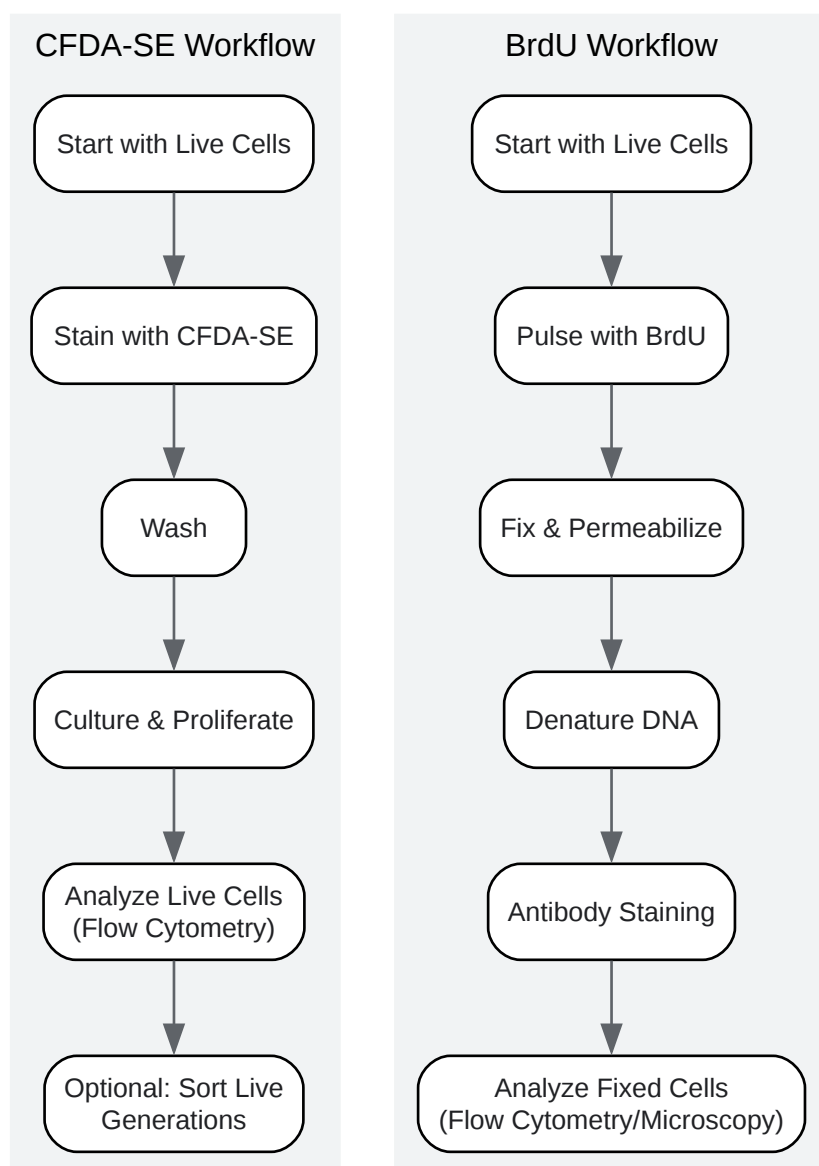 CFDA-SE Workflow
Start with Live Cells
Stain with CFDA-SE
Wash
Culture & Proliferate
Analyze Live Cells
(Flow Cytometry)
Optional: Sort Live
Generations
BrdU Workflow
Start with Live Cells
Pulse with BrdU
Fix & Permeabilize
Denature DNA
Antibody Staining
Analyze Fixed Cells
(Flow Cytometry/Microscopy)